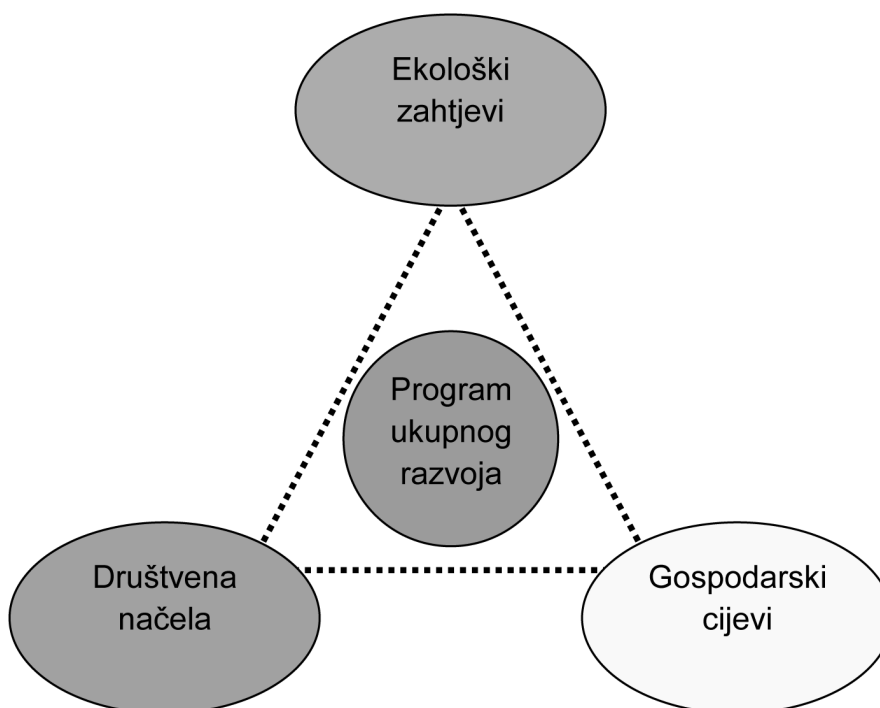 Ekološki
zahtjevi
Program
ukupnog
razvoja
Društvena
načela
Gospodarski
cijevi